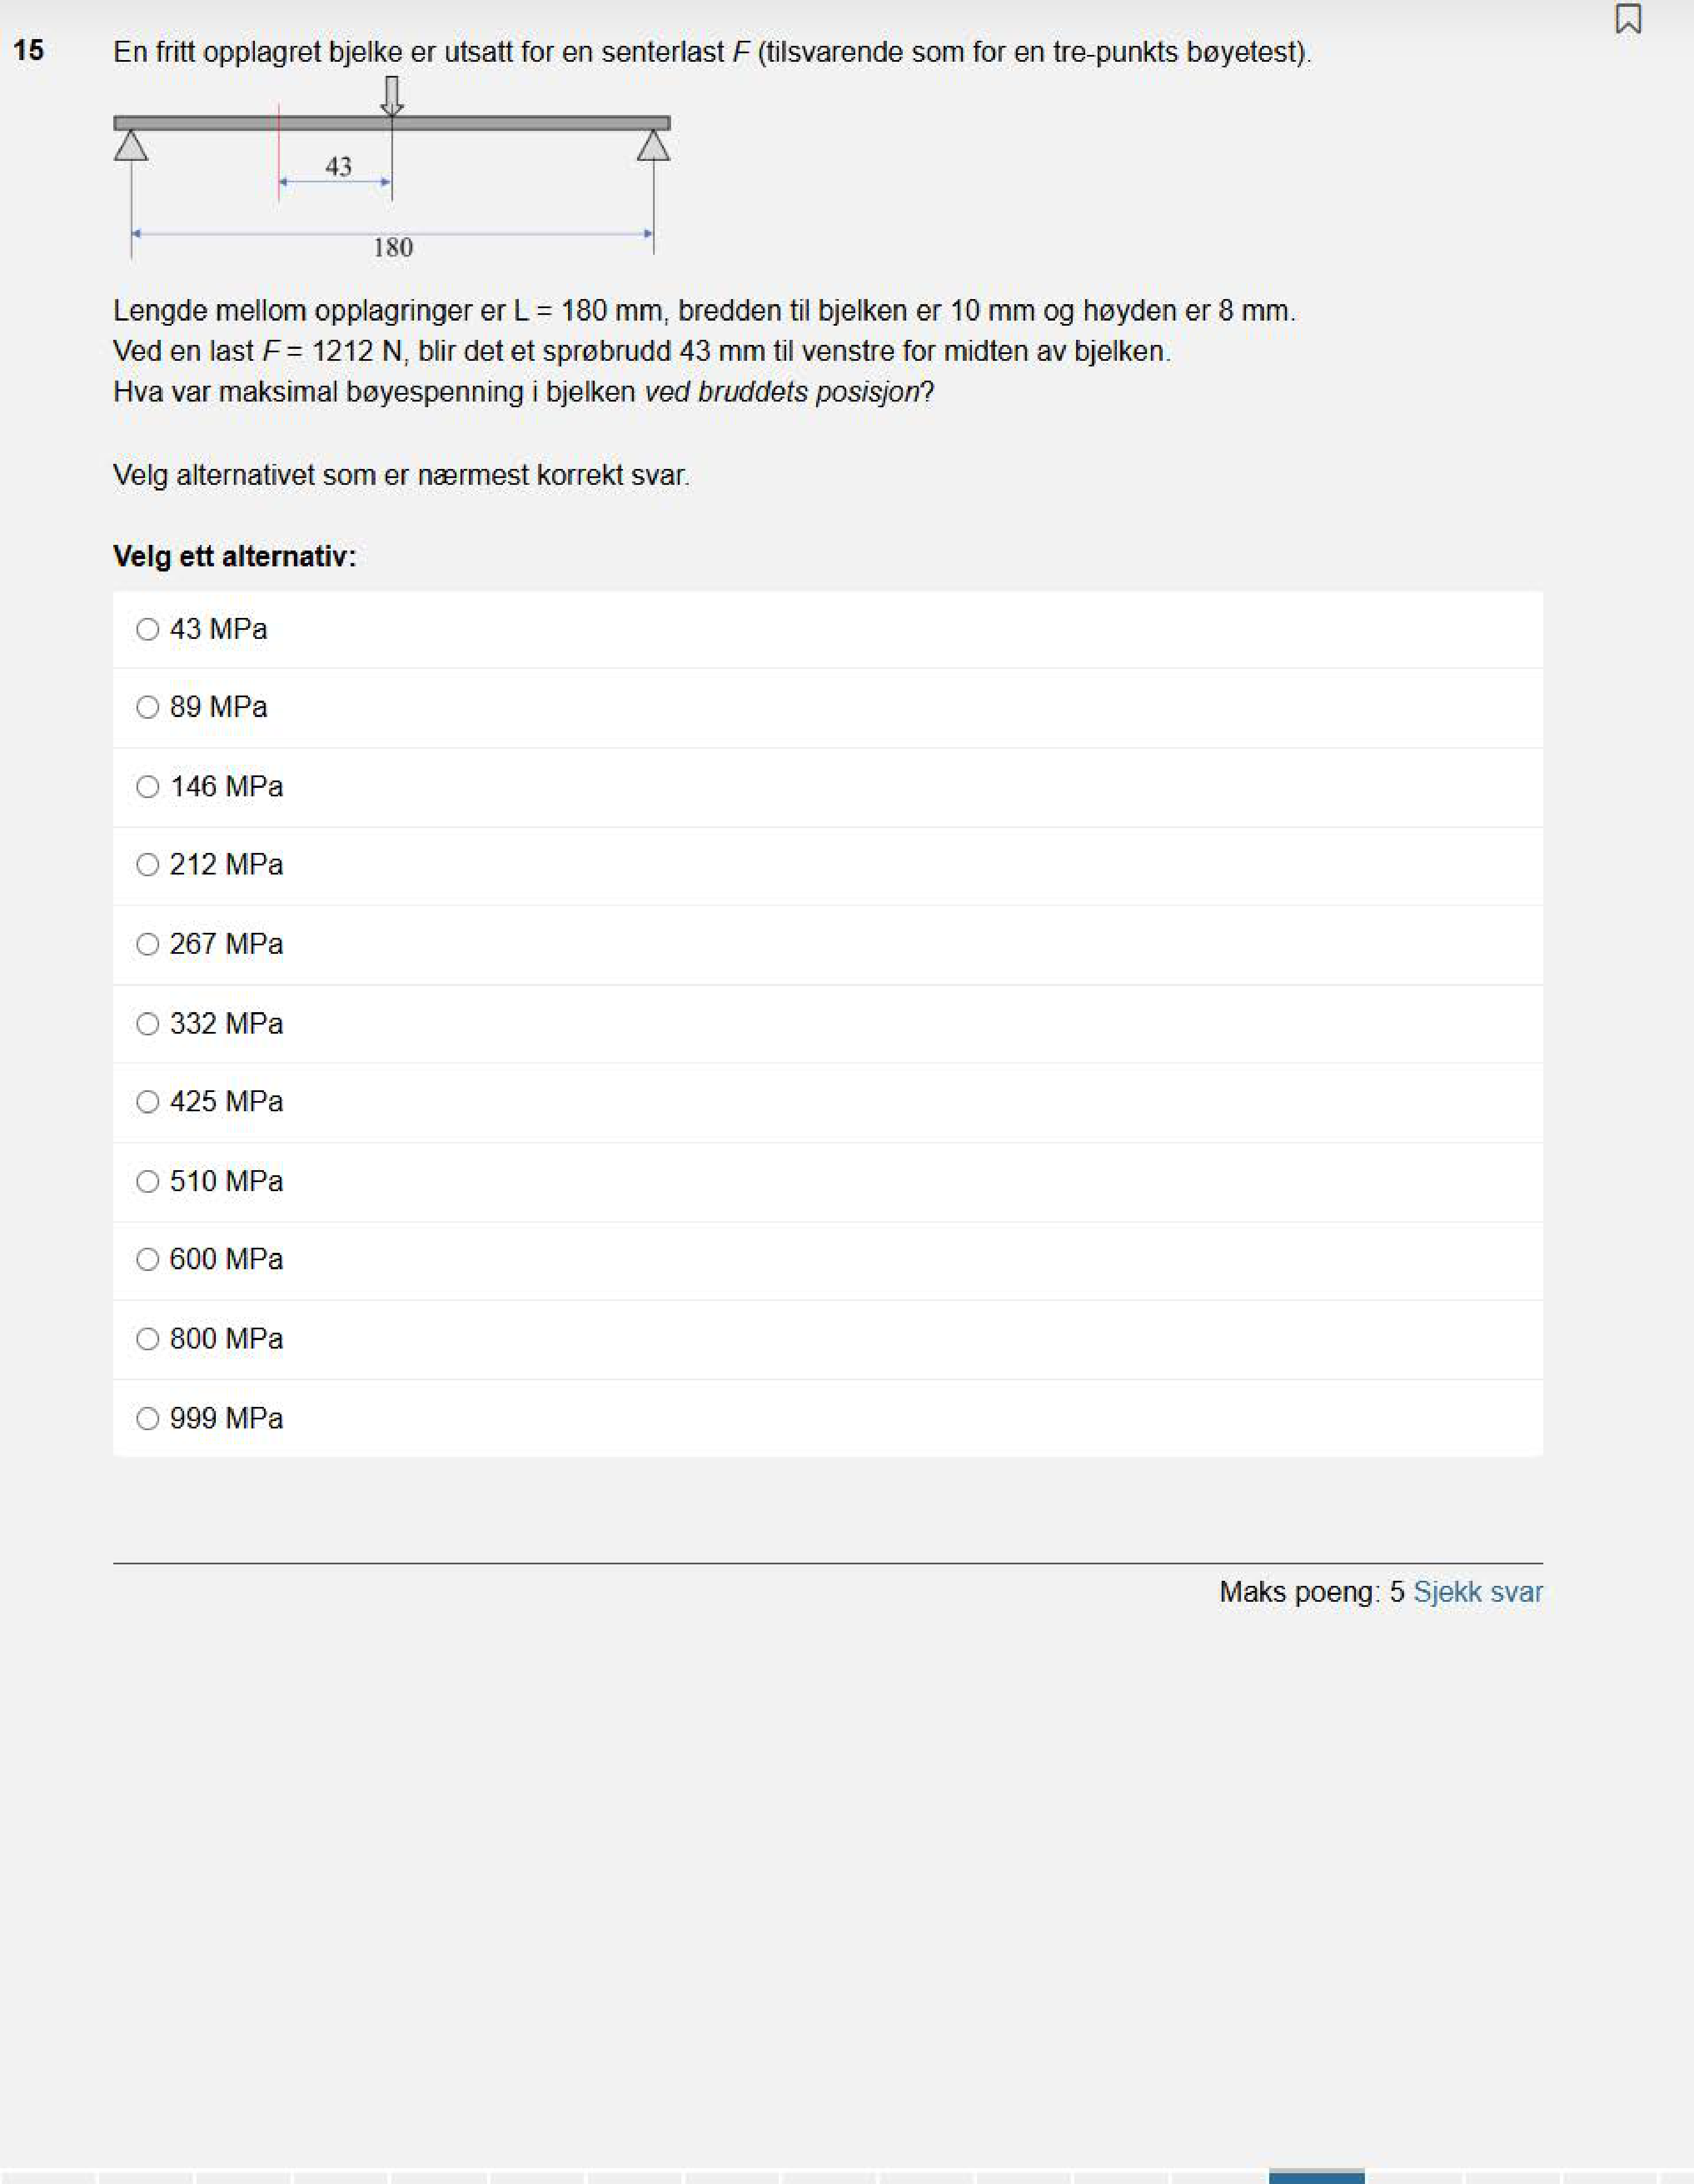 15
En fritt opplagret bjelke er utsatt for en senterlast F (tilsvarende som for en tre-punkts bøyetest).
43
180
Lengde mellom opplagringer er L = 180 mm, bredden til bjelken er 10 mm og høyden er 8 mm.
Ved en last F = 1212 N, blir det et sprøbrudd 43 mm til venstre for midten av bjelken.
Hva var maksimal bøyespenning i bjelken ved bruddets posisjon?
Velg alternativet som er nærmest korrekt svar.
Velg ett alternativ:
43 MPa
89 MPa
146 MPa
212 MPa
267 MPa
332 MPa
425 MPa
510 MPa
600 MPa
800 MPa
999 MPa
Maks poeng: 5 Sjekk svar